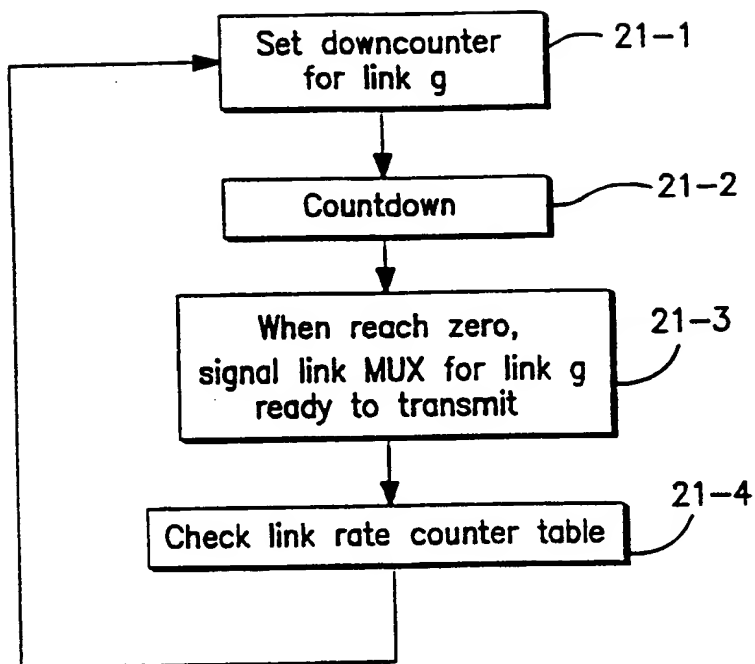 Set downcounter
for link g
21-1
Countdown
21-2
When reach zero,
signal link MUX for link g
ready to transmit
21-3
Check link rate counter table
21-4